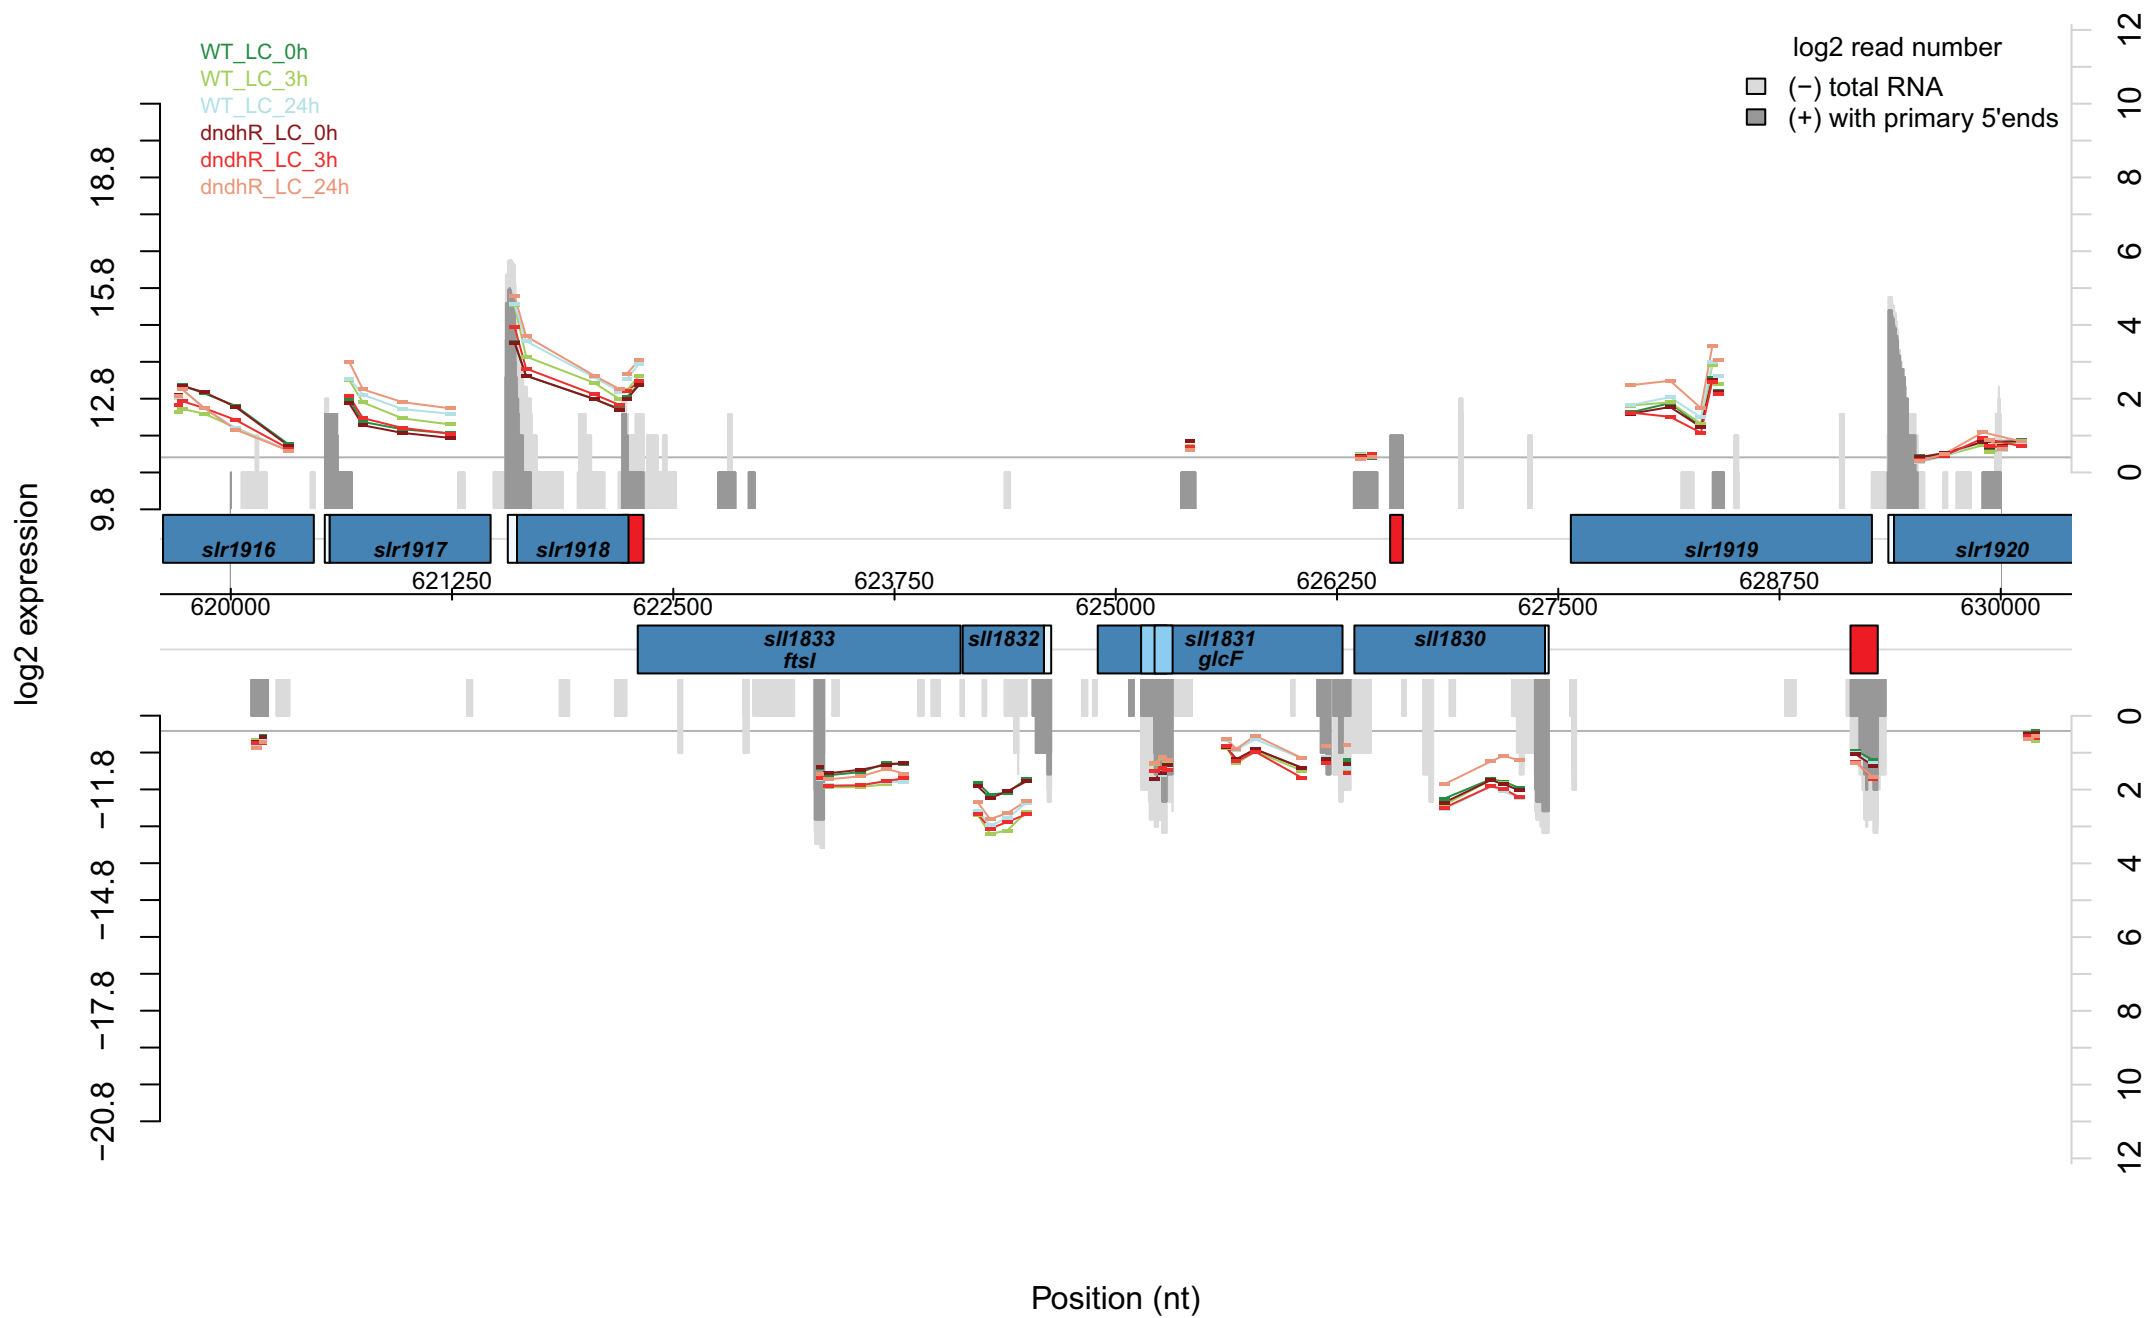 WT_LC_0h
WT_LC_3h
WT_LC_24h
dndhR_LC_0h
dndhR_LC_3h
dndhR_LC_24h
log2 read number
(−) total RNA
(+) with primary 5'ends
log2 expression
18.8
15.8
12.8
9.8
12
10
8
6
4
2
0
slr1916
slr1917
slr1918
slr1919
slr1920
621250
623750
626250
628750
620000
622500
625000
627500
630000
sll1833
ftsI
sll1832
sll1831
glcF
sll1830
−11.8
−14.8
−17.8
−20.8
0
2
4
6
8
10
12
Position (nt)